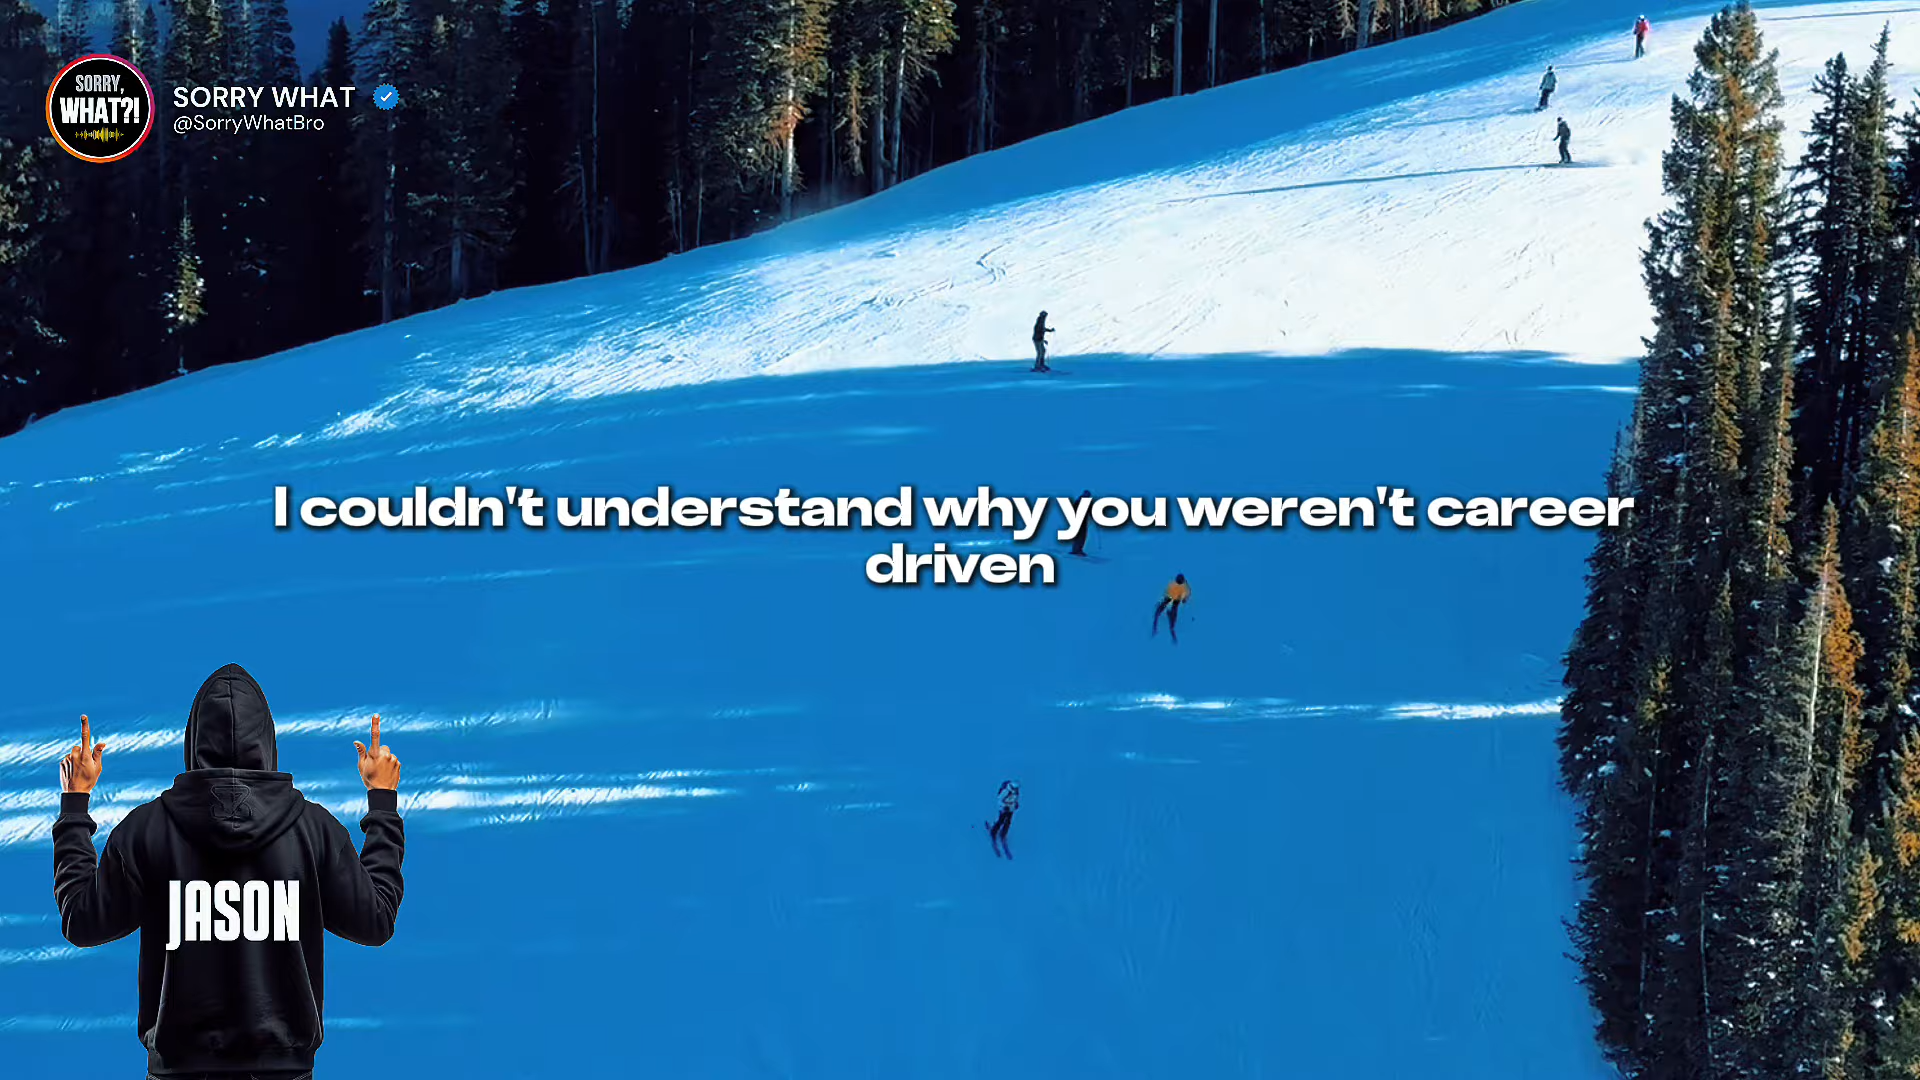 SORRY,
WHAT?!
SORRY WHAT
@SorryWhatBro
I couldn't understand why you weren't career
driven
JASON